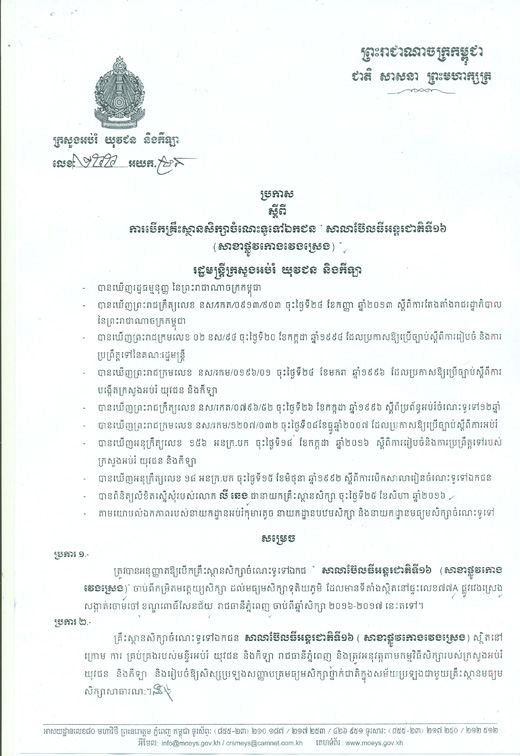 ព្រះរាជាណាចក្រកម្ពុជា
ជាតិ សាសនា ព្រះមហាក្សត្រ
ក្រសួងអប់រំ យុវជន និងកីឡា
លេខ អយក.
ប្រកាស
ស្តីពី
ការបើកគ្រឹះស្ថានសិក្សាចំណេះទូទៅឯកជន " សាលាប៊ែលធីអន្តរជាតិទី១៦
(សាខាផ្លូវកោងវេងស្រេង) "
រដ្ឋមន្ត្រីក្រសួងអប់រំ យុវជន និងកីឡា
- បានឃើញរដ្ឋធម្មនុញ្ញ នៃព្រះរាជាណាចក្រកម្ពុជា
- បានឃើញព្រះរាជក្រឹត្យលេខ នស/រកត/០៩១៣/៩០៣ ចុះថ្ងៃទី២៤ ខែកញ្ញា ឆ្នាំ២០១៣ ស្តីពីការតែងតាំងរាជរដ្ឋាភិបាល
នៃព្រះរាជាណាចក្រកម្ពុជា
- បានឃើញព្រះរាជក្រមលេខ ០២ នស/៩៤ ចុះថ្ងៃទី២០ ខែកក្កដា ឆ្នាំ១៩៩៤ ដែលប្រកាសឱ្យប្រើច្បាប់ស្តីពីការរៀបចំ និងការ
ប្រព្រឹត្តទៅនៃគណៈរដ្ឋមន្ត្រី
- បានឃើញព្រះរាជក្រមលេខ នស/រកម/០១៩៦/០១ ចុះថ្ងៃទី២៤ ខែមករា ឆ្នាំ១៩៩៦ ដែលប្រកាសឱ្យប្រើច្បាប់ស្តីពីការ
បង្កើតក្រសួងអប់រំ យុវជន និងកីឡា
- បានឃើញព្រះរាជក្រឹត្យលេខ នស/រកត/០៧៩៦/៥២ ចុះថ្ងៃទី២៦ ខែកក្កដា ឆ្នាំ១៩៩៦ ស្តីពីប្រព័ន្ធអប់រំចំណេះទូទៅ១២ឆ្នាំ
- បានឃើញព្រះរាជក្រមលេខ នស/រកម/១២០៧/០៣២ ចុះថ្ងៃទី០៨ខែធ្នូឆ្នាំ២០០៧ ដែលប្រកាសឱ្យប្រើច្បាប់ស្តីពីការអប់រំ
- បានឃើញអនុក្រឹត្យលេខ ១៥៦ អនក្រ.បក ចុះថ្ងៃទី១៨ ខែកក្កដា ឆ្នាំ២០១៦ ស្តីពីការរៀបចំនិងការប្រព្រឹត្តទៅរបស់
ក្រសួងអប់រំ យុវជន និងកីឡា
- បានឃើញអនុក្រឹត្យលេខ ១៨ អនក្រ.បក ចុះថ្ងៃទី១៥ ខែមិថុនា ឆ្នាំ១៩៩២ ស្តីពីការបើកសាលារៀនចំណេះទូទៅឯកជន
- បានពិនិត្យលិខិតស្នើសុំរបស់លោក លី ឆេង ជានាយកគ្រឹះស្ថានសិក្សា ចុះថ្ងៃទី២៥ ខែសីហា ឆ្នាំ២០១៦
- តាមយោបល់ឯកភាពរបស់នាយកដ្ឋានអប់រំកុមារតូច នាយកដ្ឋានបឋមសិក្សា និងនាយកដ្ឋានមធ្យមសិក្សាចំណេះទូទៅ
សម្រេច
ប្រការ ១.-
ត្រូវបានអនុញ្ញាតឱ្យបើកគ្រឹះស្ថានសិក្សាចំណេះទូទៅឯកជន " សាលាប៊ែលធីអន្តរជាតិទី១៦ (សាខាផ្លូវកោង
វេងស្រេង)" ចាប់ពីកម្រិតមត្តេយ្យសិក្សា ដល់មធ្យមសិក្សាទុតិយភូមិ ដែលមានទីតាំងស្ថិតនៅផ្ទះលេខ៧៧A ផ្លូវវេងស្រេង
សង្កាត់ចោមចៅ ខណ្ឌពោធិ៍សែនជ័យ រាជធានីភ្នំពេញ ចាប់ពីឆ្នាំសិក្សា ២០១៦-២០១៧ នេះតទៅ។
ប្រការ ២.-
គ្រឹះស្ថានសិក្សាចំណេះទូទៅឯកជន សាលាប៊ែលធីអន្តរជាតិទី១៦ ( សាខាផ្លូវកោងវេងស្រេង) ស្ថិតនៅ
ក្រោម ការ គ្រប់គ្រងរបស់មន្ទីរអប់រំ យុវជន និងកីឡា រាជធានីភ្នំពេញ និងត្រូវអនុវត្តតាមកម្មវិធីសិក្សារបស់ក្រសួងអប់រំ
យុវជន និងកីឡា និងរៀបចំឱ្យសិស្សប្រឡងសញ្ញាបត្រមធ្យមសិក្សាថ្នាក់ជាតិក្នុងសម័យប្រឡងជាមួយគ្រឹះស្ថានមធ្យម
សិក្សាសាធារណៈ។
អាសយដ្ឋានលេខ៨០ មហាវិថី ព្រះនរោត្តម ភ្នំពេញ កម្ពុជា ទូរស័ព្ទ: (៨៥៥-២៣) ២១០ ១៨៧ / ២១៧ ២៥៣ / ៤២៦ ៩៥១ ទូរសារ: (៨៥៥-២៣) ២១៧ ២៥០ / ២១២ ៥១២
អ៊ីមែល: info@moeys.gov.kh / crsmeys@camnet.com.kh គេហទំព័រ: www.moeys.gov.kh